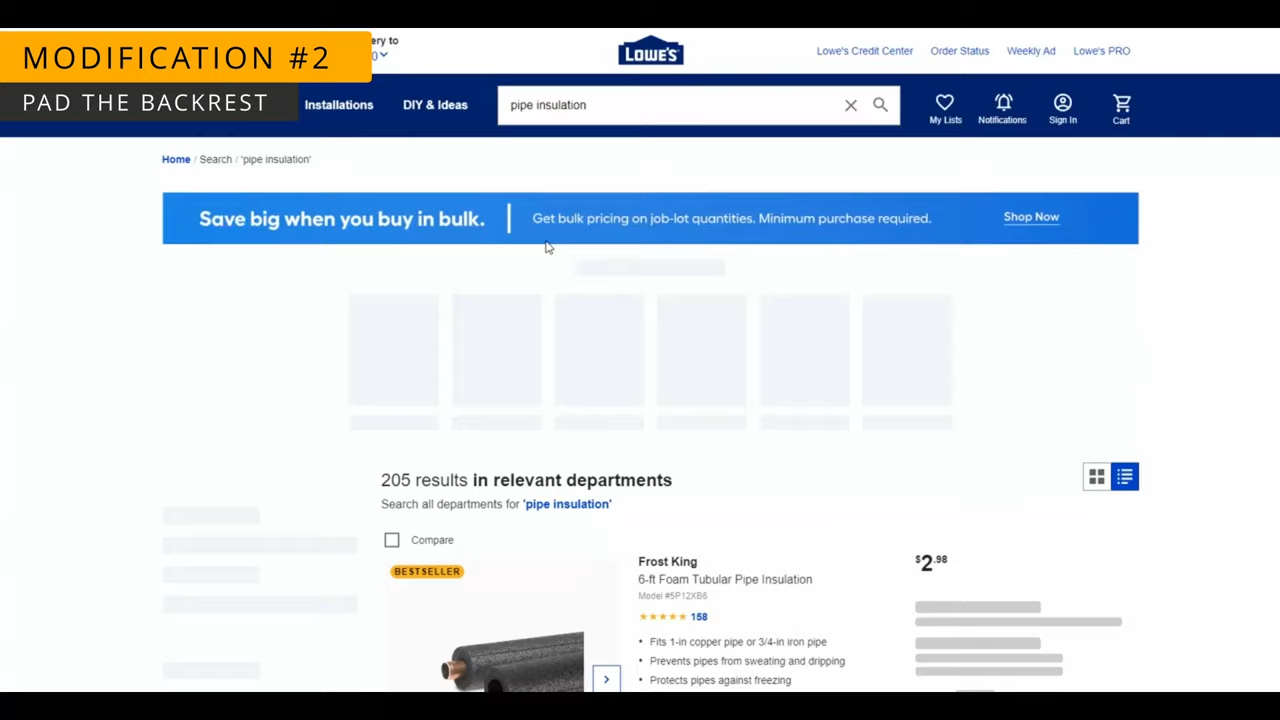 MODIFICATION #2
PAD THE BACKREST
ery to
LOWE'S
Lowe's Credit Center
Order Status
Weekly Ad
Lowe's PRO
Installations
DIY & Ideas
pipe insulation
My Lists
Notifications
Sign In
Cart
Home / Search / 'pipe insulation'
Save big when you buy in bulk.
Get bulk pricing on job-lot quantities. Minimum purchase required.
Shop Now
205 results in relevant departments
Search all departments for 'pipe insulation'
Compare
BESTSELLER
Frost King
6-ft Foam Tubular Pipe Insulation
Model #5P12XB6
158
• Fits 1-in copper pipe or 3/4-in iron pipe
• Prevents pipes from sweating and dripping
• Protects pipes against freezing
$2.98